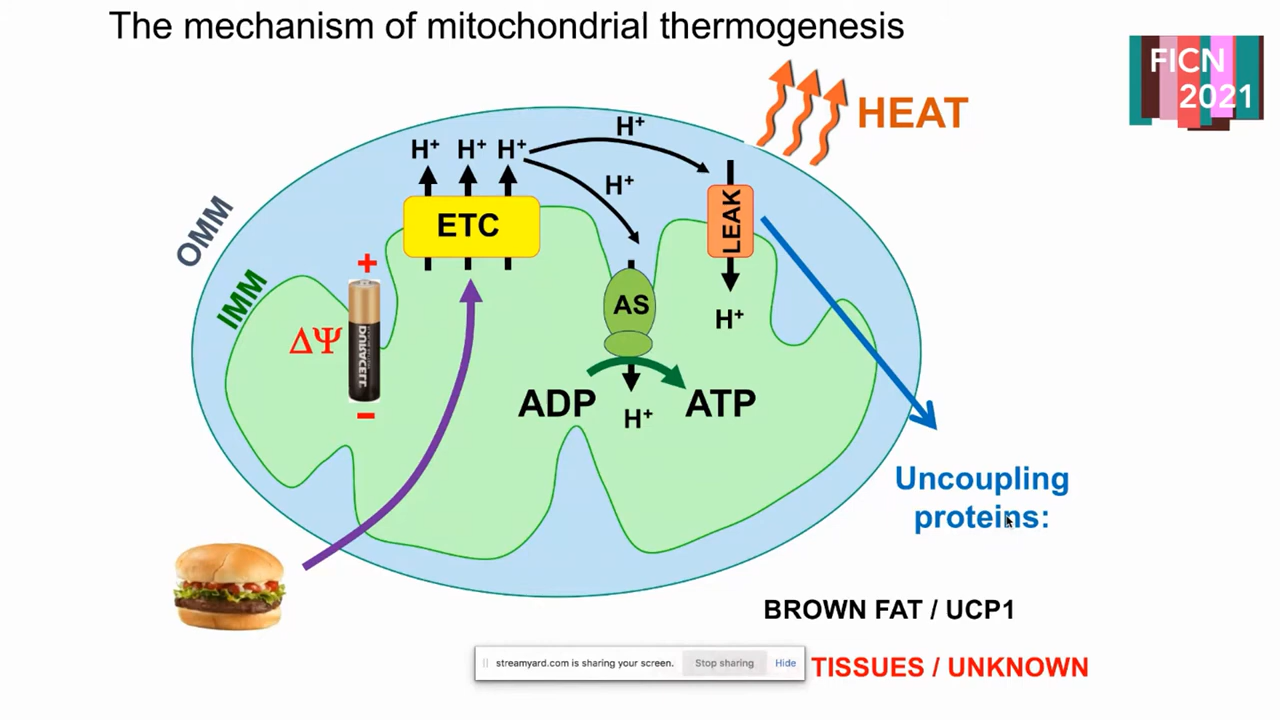 The mechanism of mitochondrial thermogenesis
FICN
2021
HEAT
H⁺
H⁺ H⁺ H⁺
H⁺
OMM
ETC
LEAK
IMM
+
ΔΨ
DURACELL
−
AS
H⁺
ADP
ATP
H⁺
Uncoupling
proteins:
BROWN FAT / UCP1
streamyard.com is sharing your screen. Stop sharing Hide
TISSUES / UNKNOWN